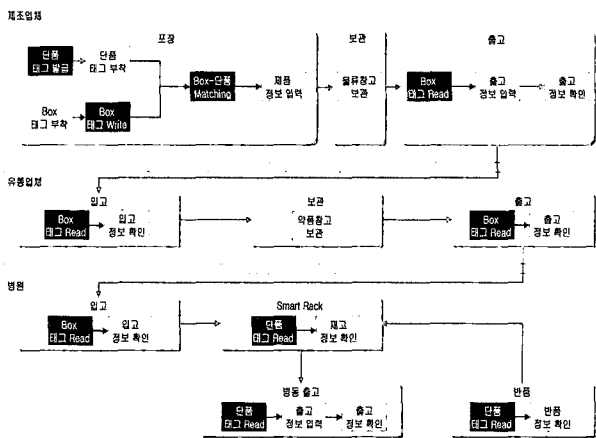 제조업체
포장
보관
출고
단품
태그 발급
단품
태그 부착
Box
태그 부착
Box
태그 Write
Box-단품
Matching
제품
정보 입력
물류창고
보관
Box
태그 Read
출고
정보 입력
출고
정보 확인
유통업체
입고
보관
출고
Box
태그 Read
입고
정보 확인
약품창고
보관
Box
태그 Read
출고
정보 확인
병원
입고
Smart Rack
Box
태그 Read
입고
정보 확인
단품
태그 Read
재고
정보 확인
병동 출고
반품
단품
태그 Read
출고
정보 입력
출고
정보 확인
단품
태그 Read
반품
정보 확인